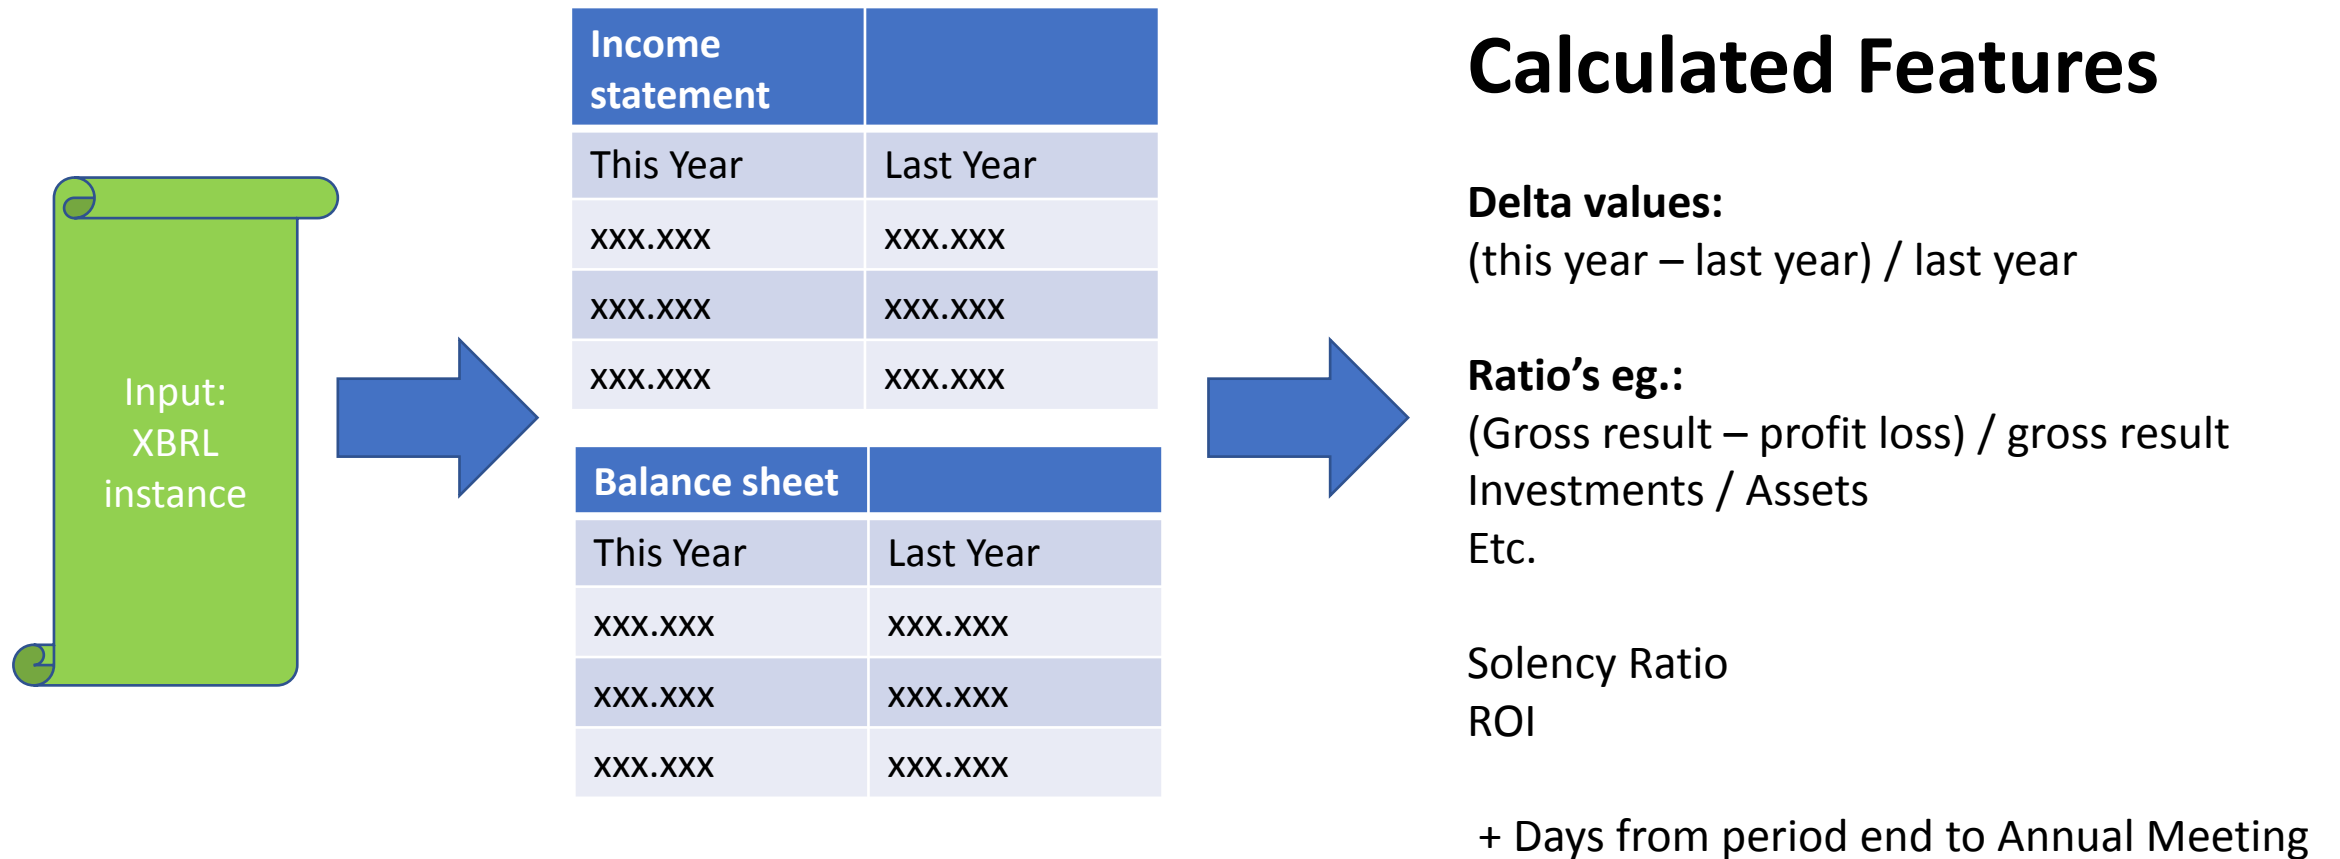 Input:
XBRL
instance
Income
statement
This Year Last Year
xxx.xxx xxx.xxx
xxx.xxx xxx.xxx
xxx.xxx xxx.xxx
Balance sheet
This Year Last Year
xxx.xxx xxx.xxx
xxx.xxx xxx.xxx
xxx.xxx xxx.xxx
Calculated Features
Delta values:
(this year – last year) / last year
Ratio’s eg.:
(Gross result – profit loss) / gross result
Investments / Assets
Etc.
Solency Ratio
ROI
+ Days from period end to Annual Meeting